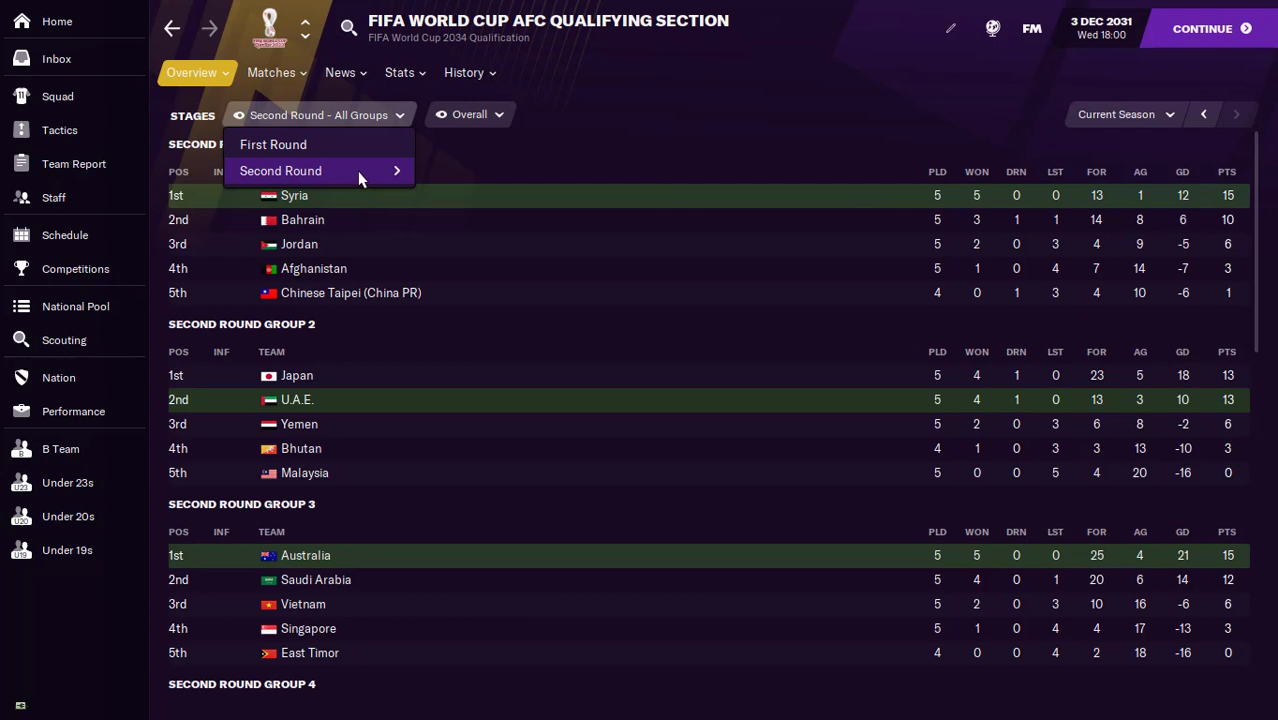 Home
Inbox
Squad
Tactics
Team Report
Staff
Schedule
Competitions
National Pool
Scouting
Nation
Performance
B Team
Under 23s
Under 20s
Under 19s
FIFA WORLD CUP AFC QUALIFYING SECTION
FIFA World Cup 2034 Qualification
FM
3 DEC 2031
Wed 18:00
CONTINUE
Overview Matches News Stats History
STAGES Second Round - All Groups Overall Current Season
First Round
Second Round
SECOND R
POS IN PLD WON DRN LST FOR AG GD PTS
1st Syria 5 5 0 0 13 1 12 15
2nd Bahrain 5 3 1 1 14 8 6 10
3rd Jordan 5 2 0 3 4 9 -5 6
4th Afghanistan 5 1 0 4 7 14 -7 3
5th Chinese Taipei (China PR) 4 0 1 3 4 10 -6 1
SECOND ROUND GROUP 2
POS INF TEAM PLD WON DRN LST FOR AG GD PTS
1st Japan 5 4 1 0 23 5 18 13
2nd U.A.E. 5 4 1 0 13 3 10 13
3rd Yemen 5 2 0 3 6 8 -2 6
4th Bhutan 4 1 0 3 3 13 -10 3
5th Malaysia 5 0 0 5 4 20 -16 0
SECOND ROUND GROUP 3
POS INF TEAM PLD WON DRN LST FOR AG GD PTS
1st Australia 5 5 0 0 25 4 21 15
2nd Saudi Arabia 5 4 0 1 20 6 14 12
3rd Vietnam 5 2 0 3 10 16 -6 6
4th Singapore 5 1 0 4 4 17 -13 3
5th East Timor 4 0 0 4 2 18 -16 0
SECOND ROUND GROUP 4